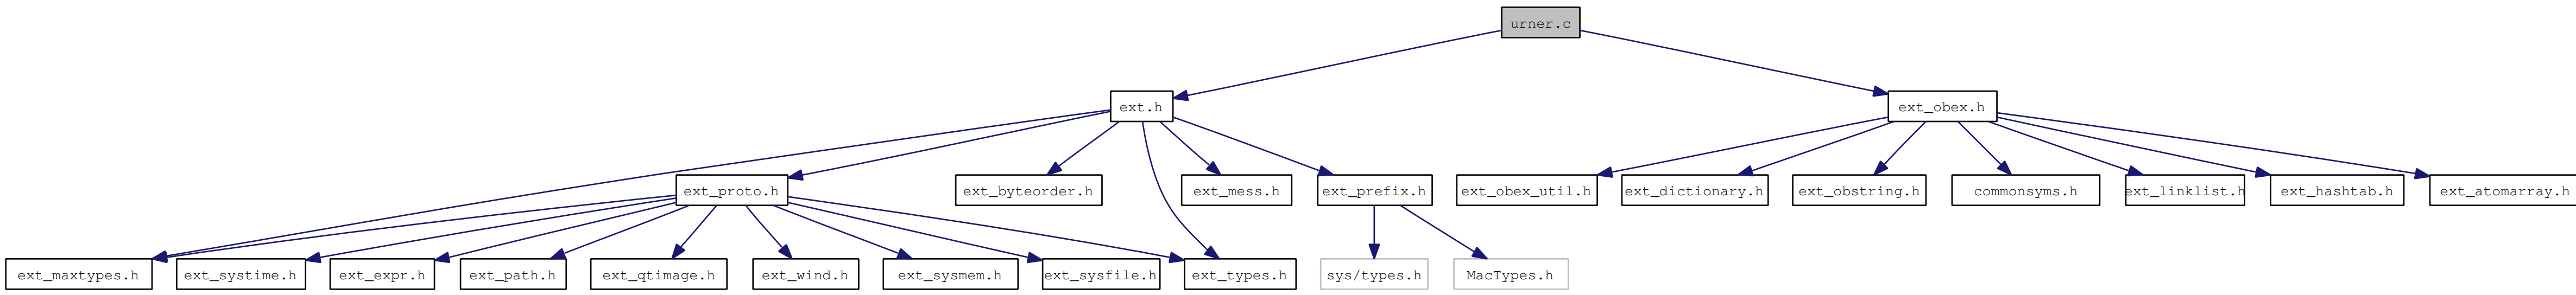 urner.c
ext.h
ext_obex.h
ext_proto.h
ext_byteorder.h
ext_mess.h
ext_prefix.h
ext_obex_util.h
ext_dictionary.h
ext_obstring.h
commonsyms.h
ext_linklist.h
ext_hashtab.h
ext_atomarray.h
ext_maxtypes.h
ext_systime.h
ext_expr.h
ext_path.h
ext_qtimage.h
ext_wind.h
ext_sysmem.h
ext_sysfile.h
ext_types.h
sys/types.h
MacTypes.h